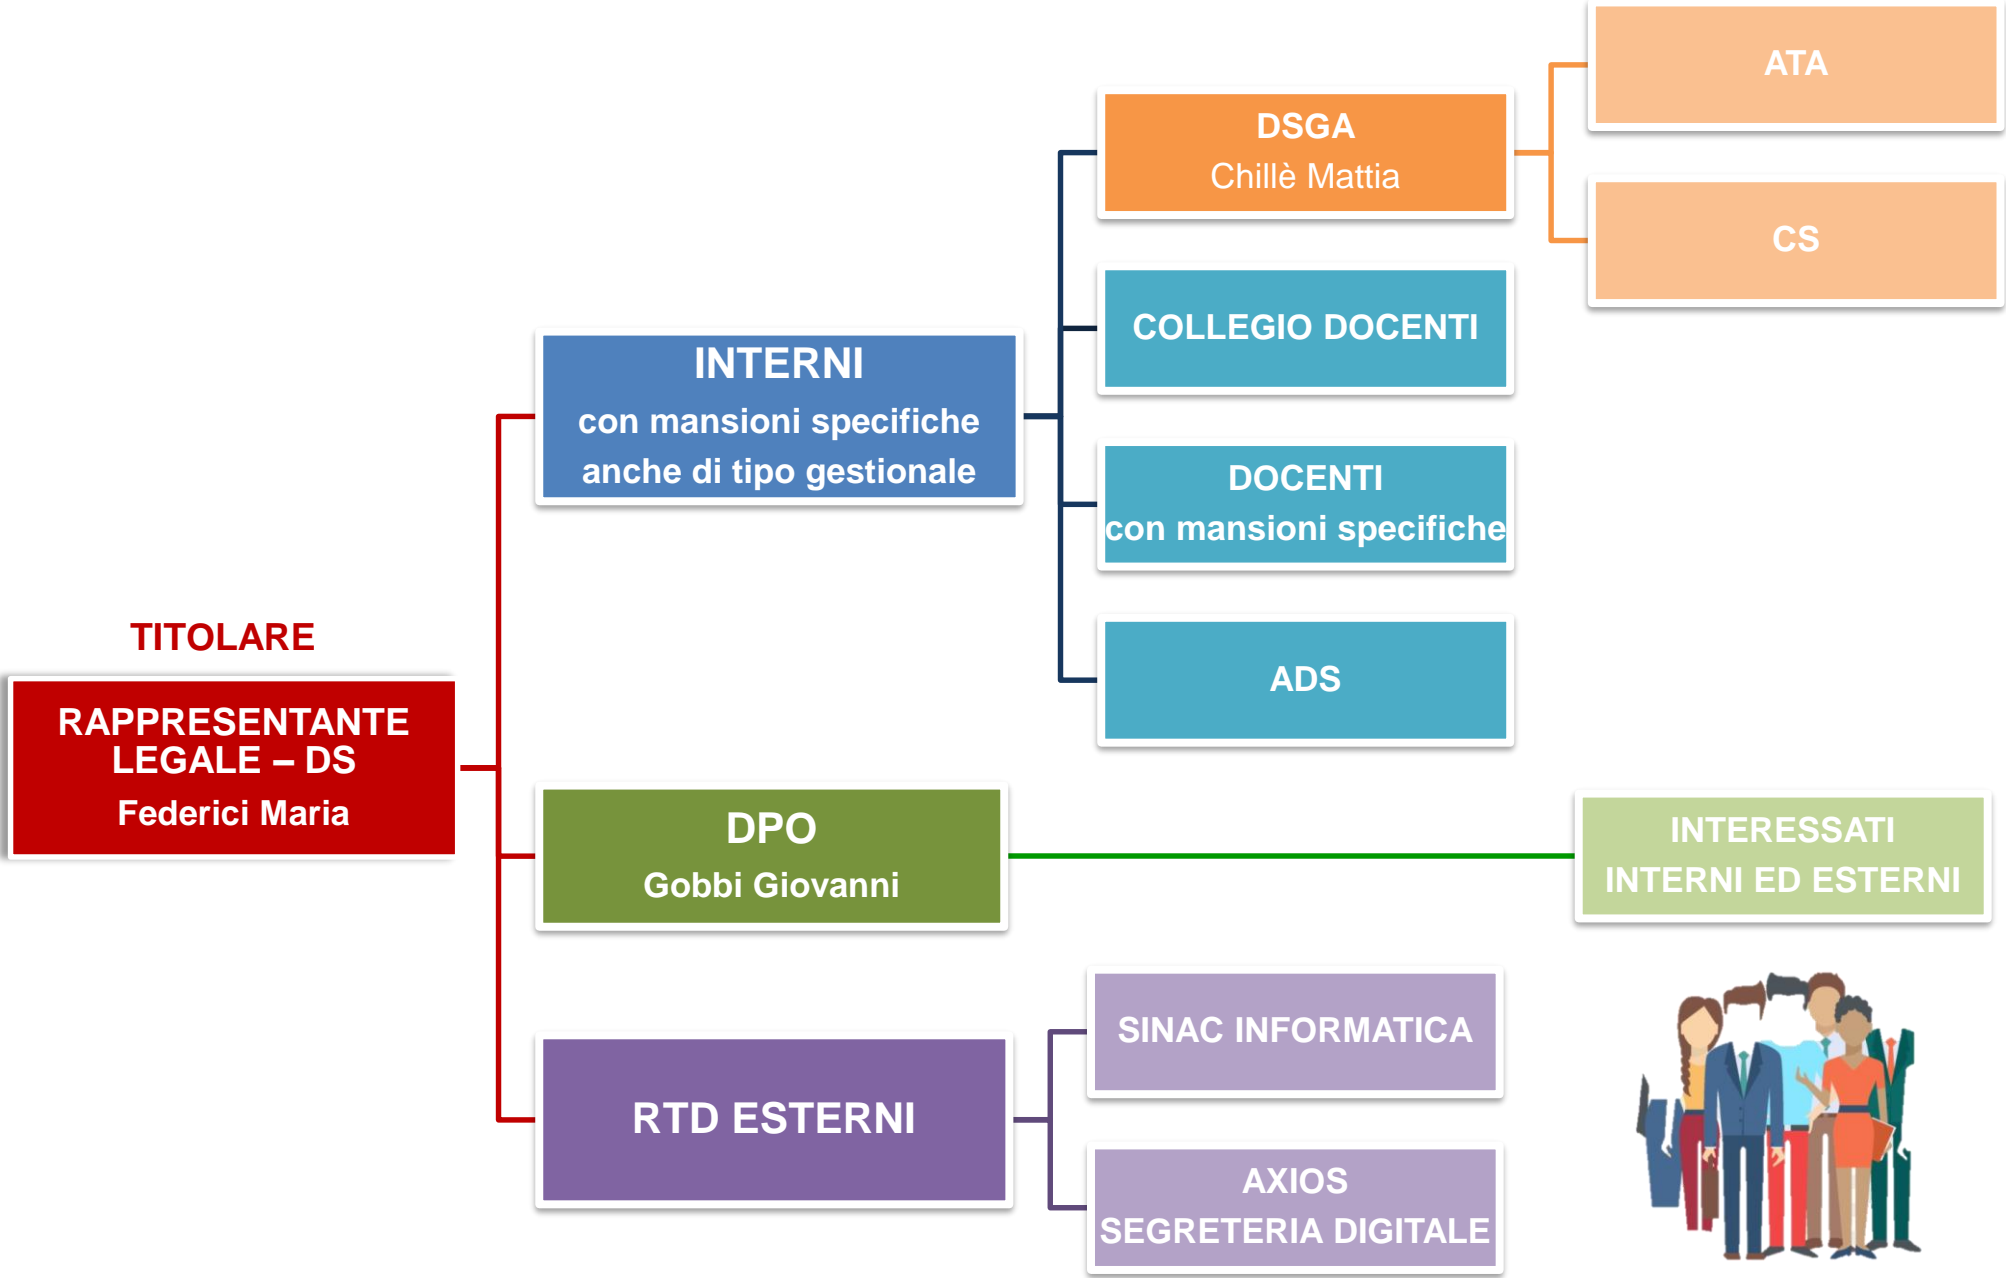 TITOLARE
RAPPRESENTANTE
LEGALE – DS
Federici Maria
INTERNI
con mansioni specifiche
anche di tipo gestionale
DSGA
Chillè Mattia
ATA
CS
COLLEGIO DOCENTI
DOCENTI
con mansioni specifiche
ADS
DPO
Gobbi Giovanni
INTERESSATI
INTERNI ED ESTERNI
RTD ESTERNI
SINAC INFORMATICA
AXIOS
SEGRETERIA DIGITALE